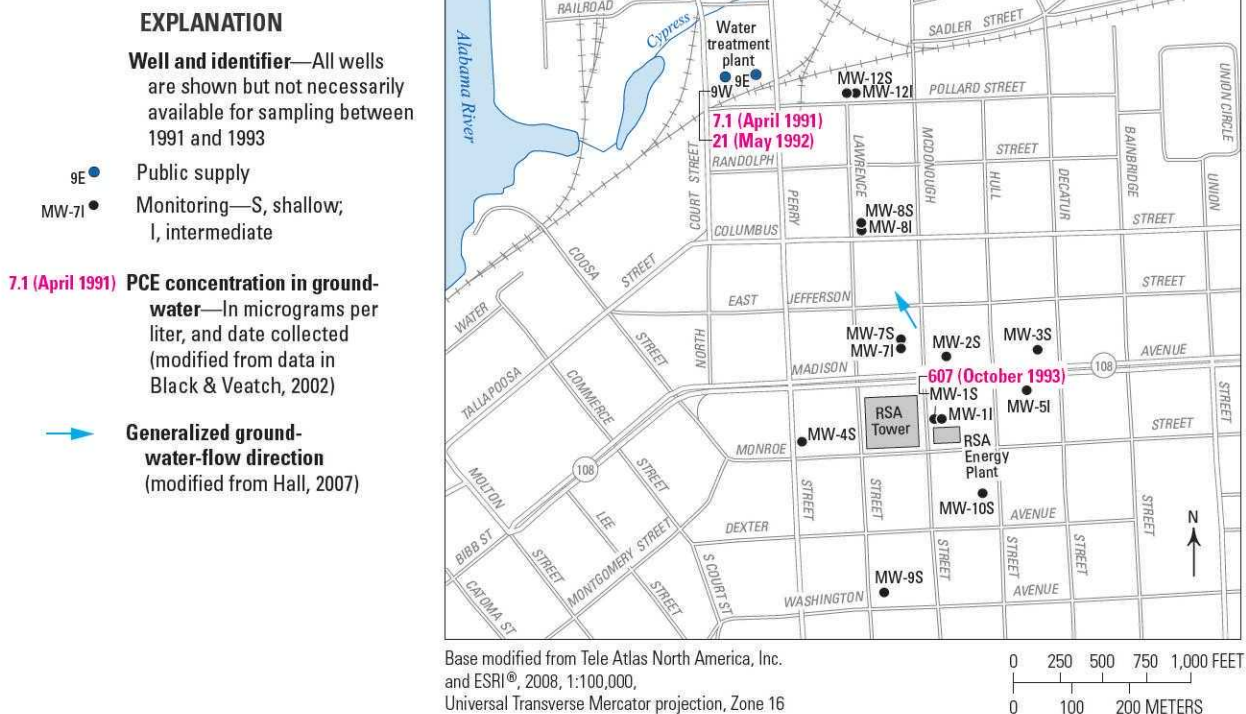 EXPLANATION
Well and identifier—All wells
are shown but not necessarily
available for sampling between
1991 and 1993
9E
Public supply
MW-7I
Monitoring—S, shallow;
I, intermediate
7.1 (April 1991)
PCE concentration in ground-
water—In micrograms per
liter, and date collected
(modified from data in
Black & Veatch, 2002)
Generalized ground-
water-flow direction
(modified from Hall, 2007)
RAILROAD
Alabama River
Cypress
Water
treatment
plant
9E
9W
SADLER STREET
MW-12S
MW-12I
POLLARD STREET
7.1 (April 1991)
21 (May 1992)
UNION CIRCLE
RANDOLPH
STREET
COURT STREET
PERRY
LAWRENCE
MCDONOUGH
HULL
DECATUR
BAINBRIDGE
UNION
MW-8S
MW-8I
COLUMBUS
STREET
COOSA
STREET
WATER
EAST
JEFFERSON
STREET
NORTH
STREET
MW-7S
MW-7I
MW-2S
MW-3S
MADISON
AVENUE
108
607 (October 1993)
MW-1S
MW-1I
MW-5I
TALLAPOOSA
COMMERCE
RSA
Tower
MW-4S
MONROE
STREET
STREET
RSA
Energy
Plant
108
STREET
MOLTON
MW-10S
STREET
STREET
STREET
DEXTER
AVENUE
LEE
BIBB ST
STREET
MONTGOMERY STREET
STREET
S COURT ST
STREET
STREET
STREET
N
MW-9S
WASHINGTON
AVENUE
CATOMA ST
Base modified from Tele Atlas North America, Inc.
and ESRI®, 2008, 1:100,000,
Universal Transverse Mercator projection, Zone 16
0 250 500 750 1,000 FEET
0 100 200 METERS